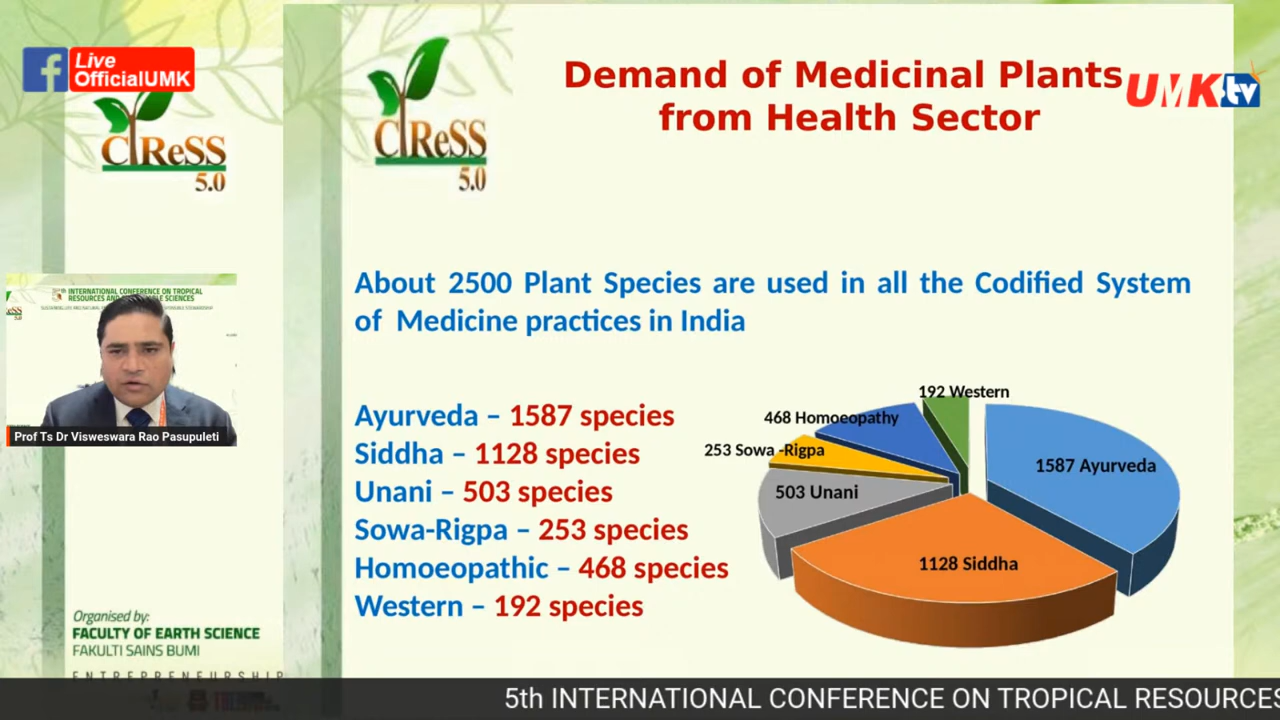 Live
OfficialUMK
CIReSS
5.0
CIReSS
5.0
Demand of Medicinal Plants
from Health Sector
UMK tv
INTERNATIONAL CONFERENCE ON TROPICAL
Prof Ts Dr Visweswara Rao Pasupuleti
About 2500 Plant Species are used in all the Codified System
of Medicine practices in India
Ayurveda – 1587 species
Siddha – 1128 species
Unani – 503 species
Sowa-Rigpa – 253 species
Homoeopathic – 468 species
Western – 192 species
192 Western
468 Homoeopathy
253 Sowa -Rigpa
503 Unani
1587 Ayurveda
1128 Siddha
Organised by:
FACULTY OF EARTH SCIENCE
FAKULTI SAINS BUMI
ENTREPRENEURSHIP
5th INTERNATIONAL CONFERENCE ON TROPICAL RESOURCES